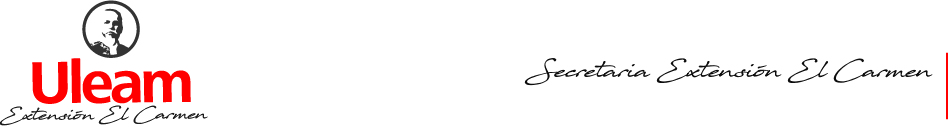 Uleam
Extensión El Carmen
Secretaria Extensión El Carmen